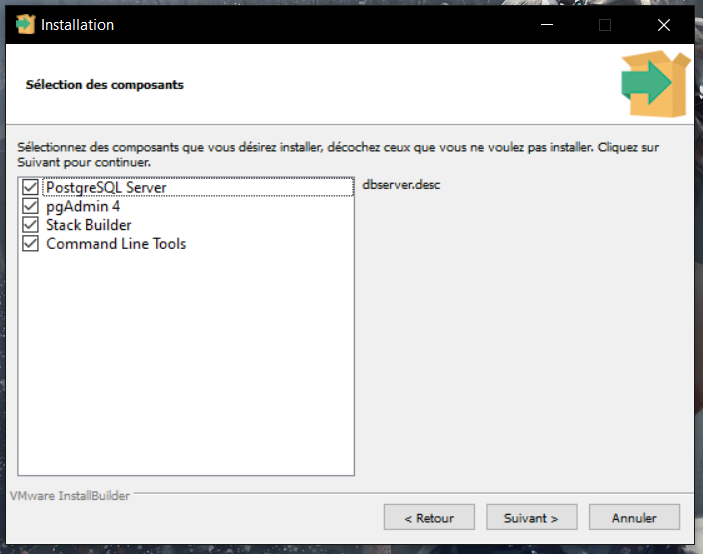 Installation
Sélection des composants
Sélectionnez des composants que vous désirez installer, décochez ceux que vous ne voulez pas installer. Cliquez sur
Suivant pour continuer.
PostgreSQL Server
dbserver.desc
pgAdmin 4
Stack Builder
Command Line Tools
VMware InstallBuilder
< Retour
Suivant >
Annuler